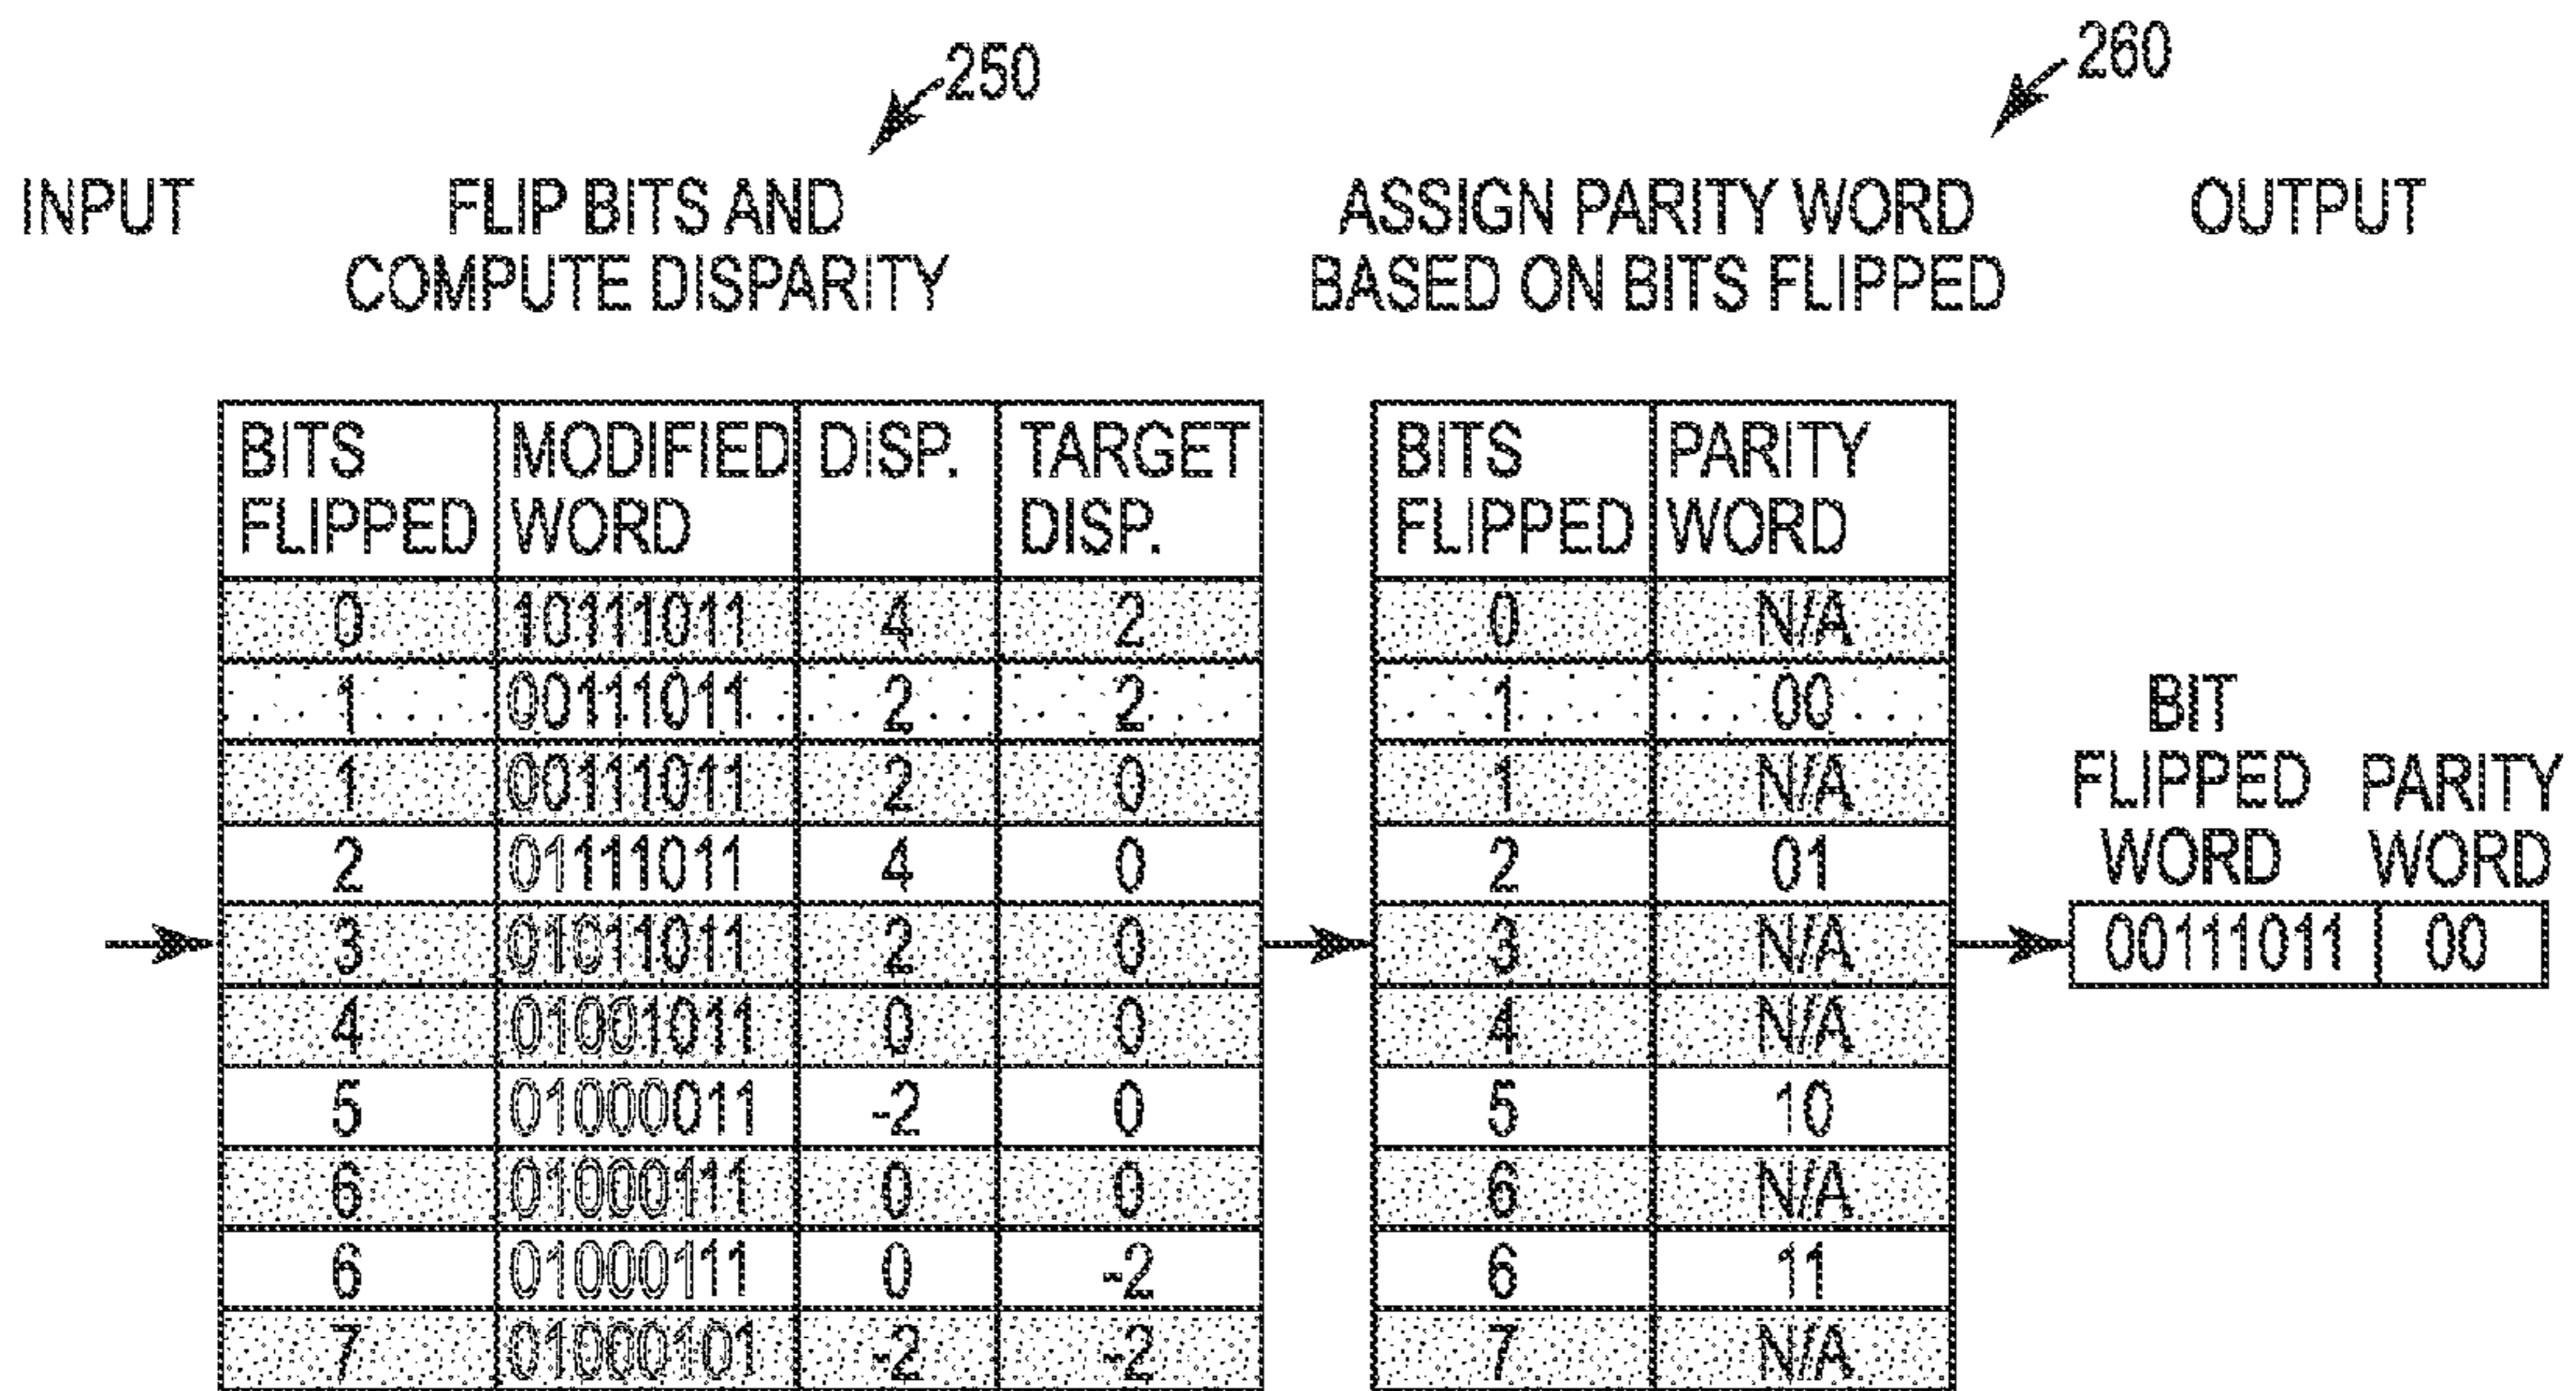 250
260
INPUT
FLIP BITS AND
COMPUTE DISPARITY
ASSIGN PARITY WORD
BASED ON BITS FLIPPED
OUTPUT
BITS FLIPPED MODIFIED WORD DISP. TARGET DISP.
0 10111011 4 2
1 00111011 2 2
1 00111011 2 0
2 01111011 4 0
3 01011011 2 0
4 01001011 0 0
5 01000011 -2 0
6 01000111 0 0
6 01000111 0 -2
7 01000101 -2 -2
BITS FLIPPED PARITY WORD
0 N/A
1 00
1 N/A
2 01
3 N/A
4 N/A
5 10
6 N/A
6 11
7 N/A
BIT FLIPPED WORD PARITY WORD
00111011 00